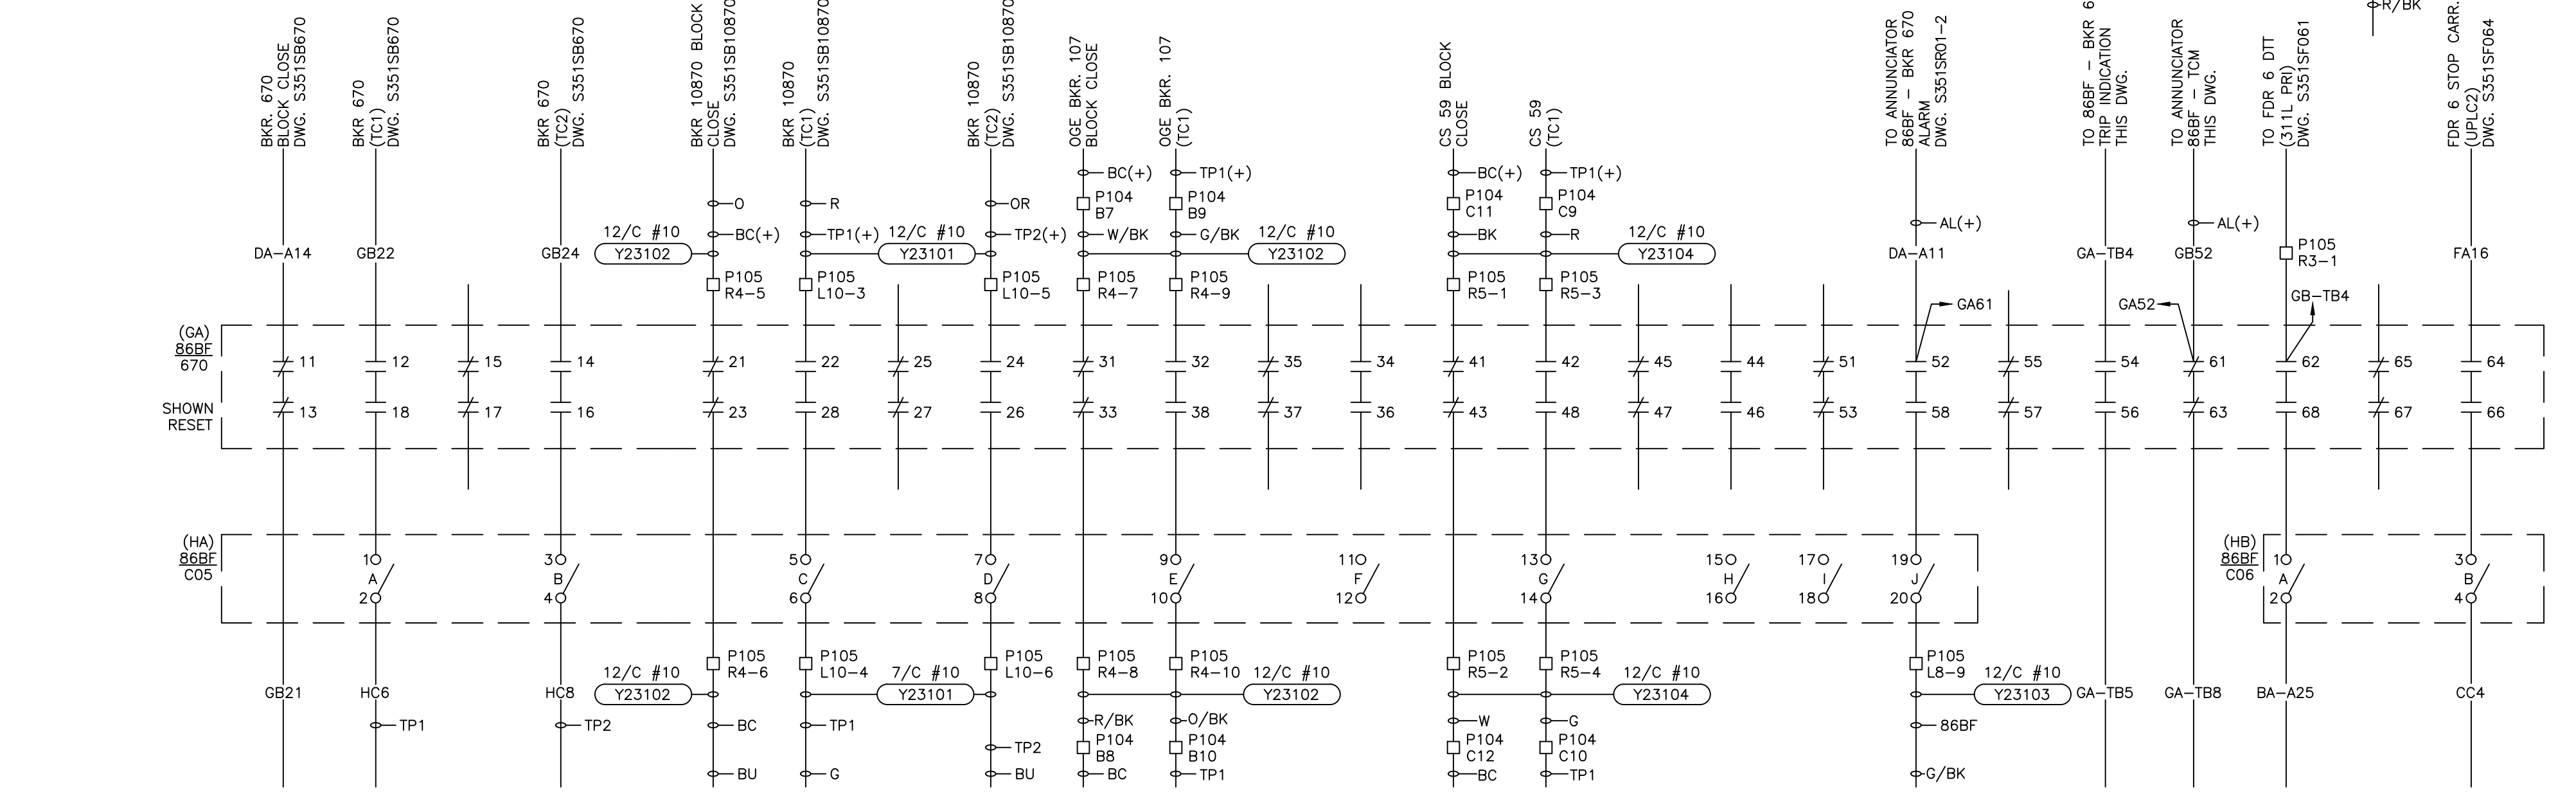 BKR. 670
BLOCK CLOSE
DWG. S351SB670
BKR 670
(TC1)
DWG. S351SB670
BKR 670
(TC2)
DWG. S351SB670
BKR 10870 BLOCK
CLOSE
DWG. S351SB10870
BKR 10870
(TC1)
DWG. S351SB10870
BKR 10870
(TC2)
DWG. S351SB10870
OGE BKR. 107
BLOCK CLOSE
OGE BKR. 107
(TC1)
CS 59 BLOCK
CLOSE
CS 59
(TC1)
TO ANNUNCIATOR
86BF - BKR 670
ALARM
DWG. S351SR01-2
TO 86BF - BKR 6
TRIP INDICATION
THIS DWG.
TO ANNUNCIATOR
86BF - TCM
THIS DWG.
TO FDR 6 DTT
(311L PRI)
DWG. S351SF061
R/BK
FDR 6 STOP CARR.
(UPLC2)
DWG. S351SF064
BC(+) TP1(+) BC(+) TP1(+)
O R OR
P104 B7
P104 B9
P104 C11
P104 C9
AL(+) AL(+)
12/C #10 BC(+) TP1(+) 12/C #10 TP2(+) W/BK G/BK 12/C #10 BK R 12/C #10
DA-A14 GB22 GB24 Y23102 Y23101 Y23102 Y23104 DA-A11 GA-TB4 GB52
P105 R3-1
FA16
P105 R4-5
P105 L10-3
P105 L10-5
P105 R4-7
P105 R4-9
P105 R5-1
P105 R5-3
GA61 GA52 GB-TB4
(GA)
86BF
670
11 12 15 14 21 22 25 24 31 32 35 34 41 42 45 44 51 52 55 54 61 62 65 64
SHOWN
RESET
13 18 17 16 23 28 27 26 33 38 37 36 43 48 47 46 53 58 57 56 63 68 67 66
(HA)
86BF
C05
1 3 5 7 9 11 13 15 17 19
A B C D E F G H I J
2 4 6 8 10 12 14 16 18 20
(HB)
86BF
C06
1 3
A B
2 4
P105 R4-6
P105 L10-4
P105 L10-6
P105 R4-8
P105 R4-10
P105 R5-2
P105 R5-4
P105 L8-9
12/C #10 7/C #10 12/C #10 12/C #10 12/C #10
GB21 HC6 HC8 Y23102 Y23101 Y23102 Y23104 Y23103 GA-TB5 GA-TB8 BA-A25 CC4
TP1 TP2 BC TP1 R/BK O/BK W G 86BF
TP2
P104 B8
P104 B10
P104 C12
P104 C10
BU G BU BC TP1 BC TP1 G/BK